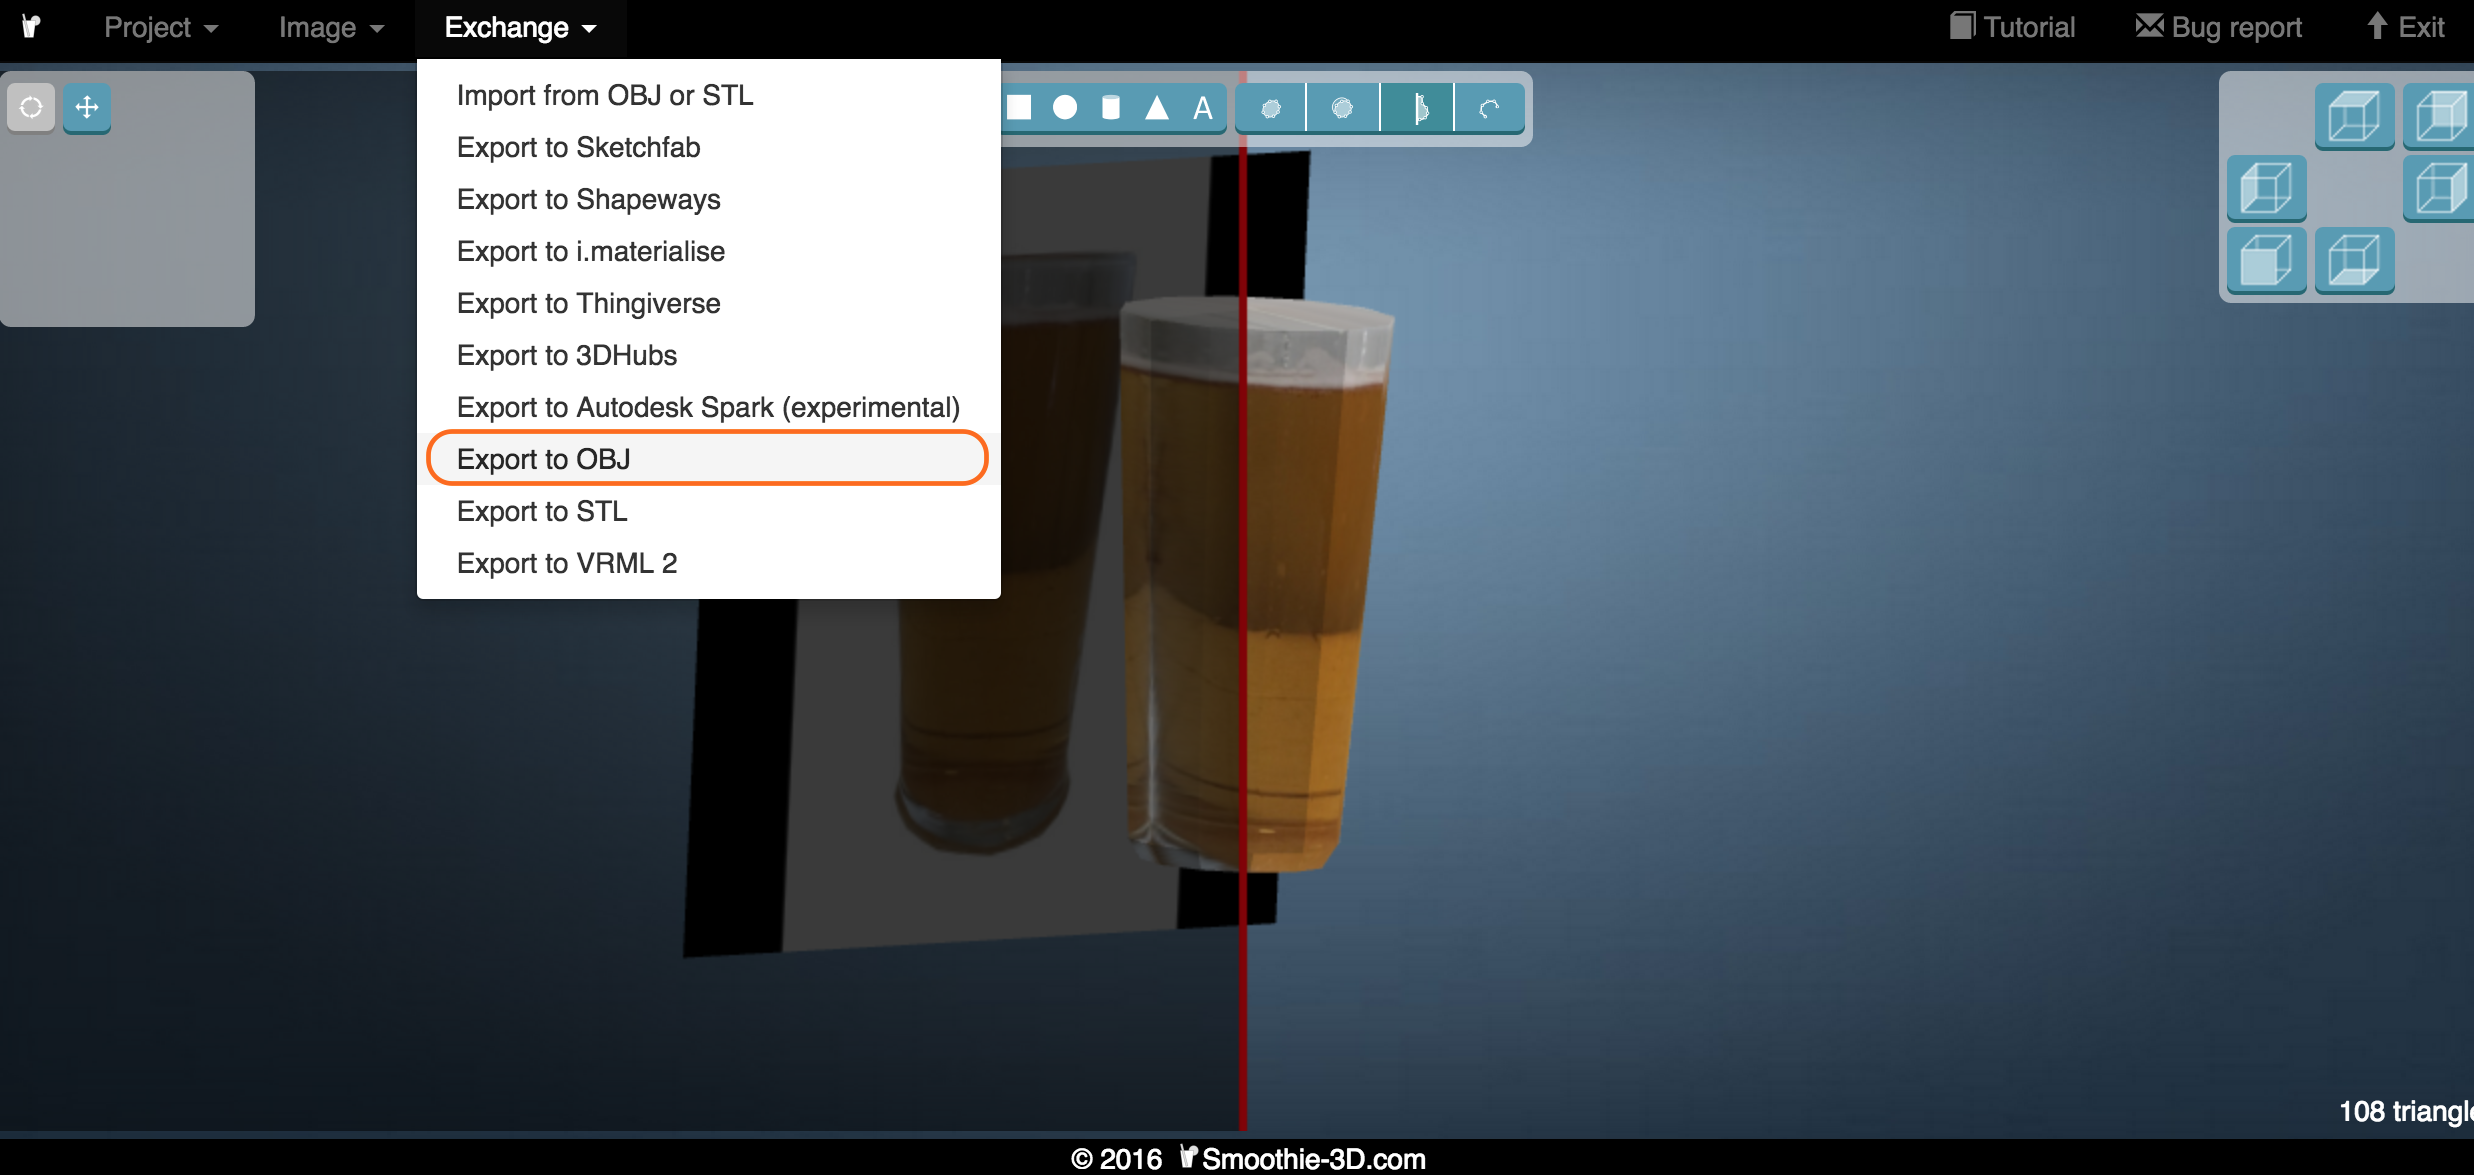 Project Image Exchange Tutorial Bug report Exit
Import from OBJ or STL
Export to Sketchfab
Export to Shapeways
Export to i.materialise
Export to Thingiverse
Export to 3DHubs
Export to Autodesk Spark (experimental)
Export to OBJ
Export to STL
Export to VRML 2
A
108 triangle
© 2016 Smoothie-3D.com